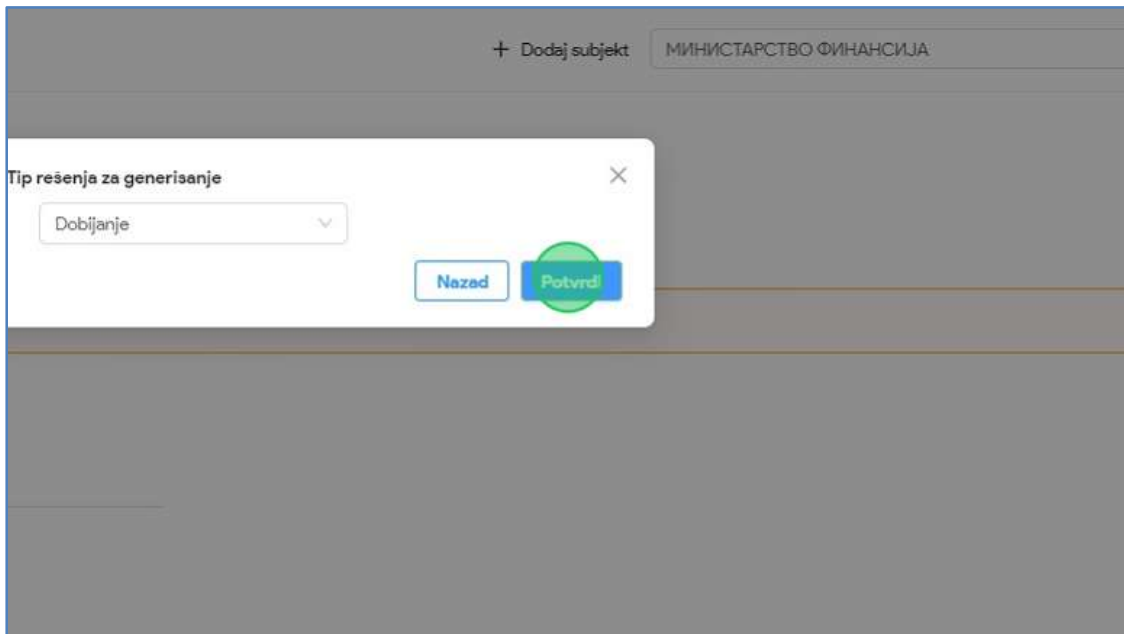 + Dodaj subjekt
МИНИСТАРСТВО ФИНАНСИЈА
Tip rešenja za generisanje
Dobijanje
Nazad
Potvrdi